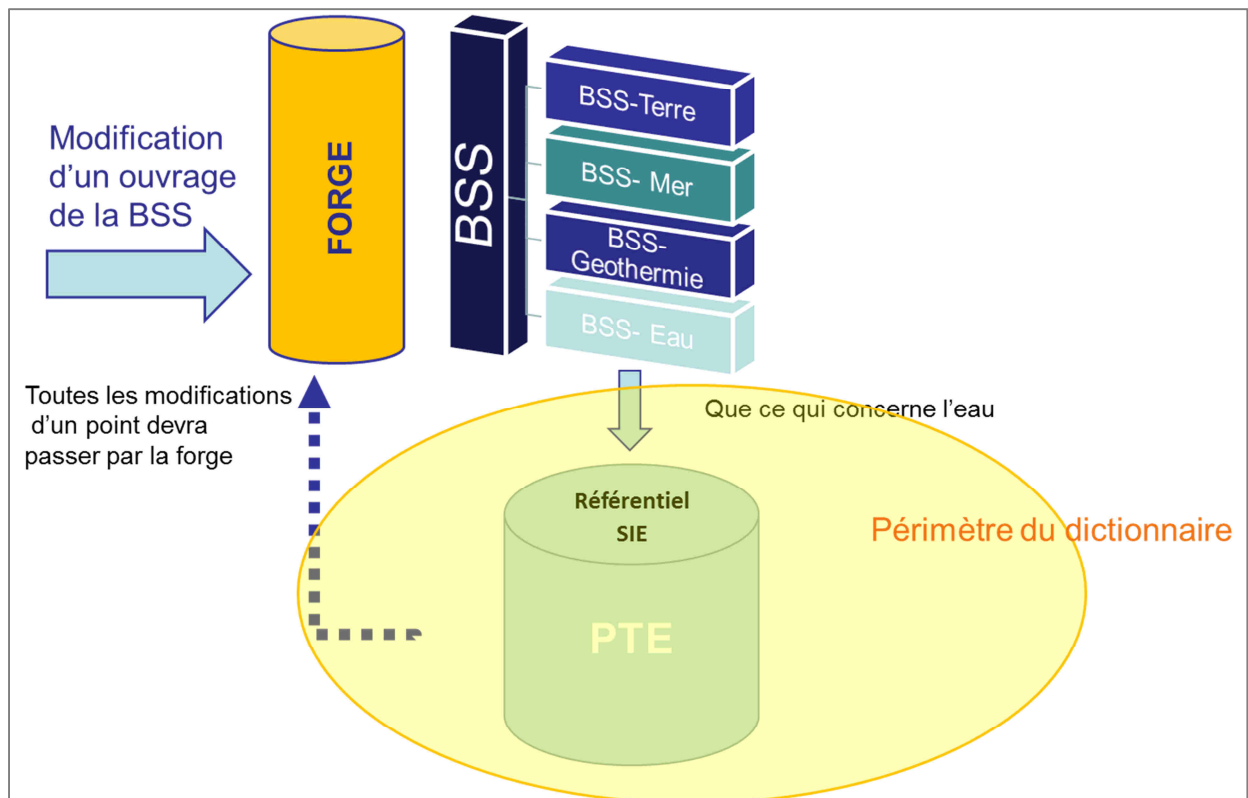 Modification
d'un ouvrage
de la BSS
FORGE
BSS
BSS-Terre
BSS- Mer
BSS-
Geothermie
BSS- Eau
Toutes les modifications
d'un point devra
passer par la forge
Que ce qui concerne l'eau
Référentiel
SIE
PTE
Périmètre du dictionnaire